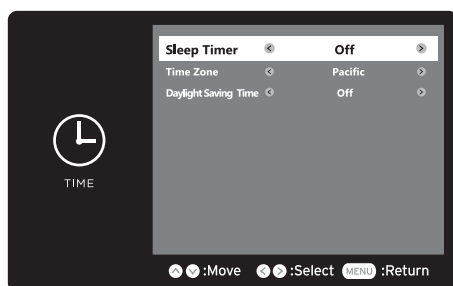 Sleep Timer Off
Time Zone Pacific
Daylight Saving Time Off
TIME
:Move :Select MENU :Return